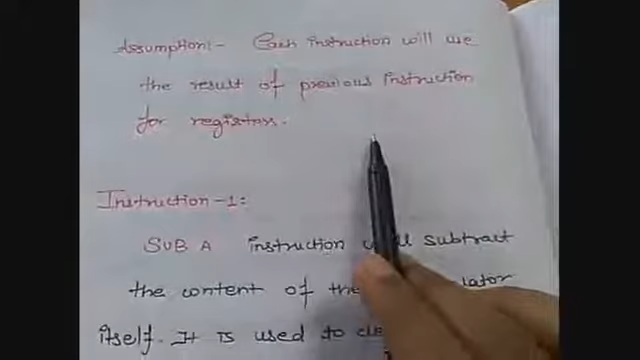 Assumption:- Each instruction will use
the result of previous instruction
for registers.
Instruction-1:
SUB A instruction will subtract
the content of the
itself. It is used to